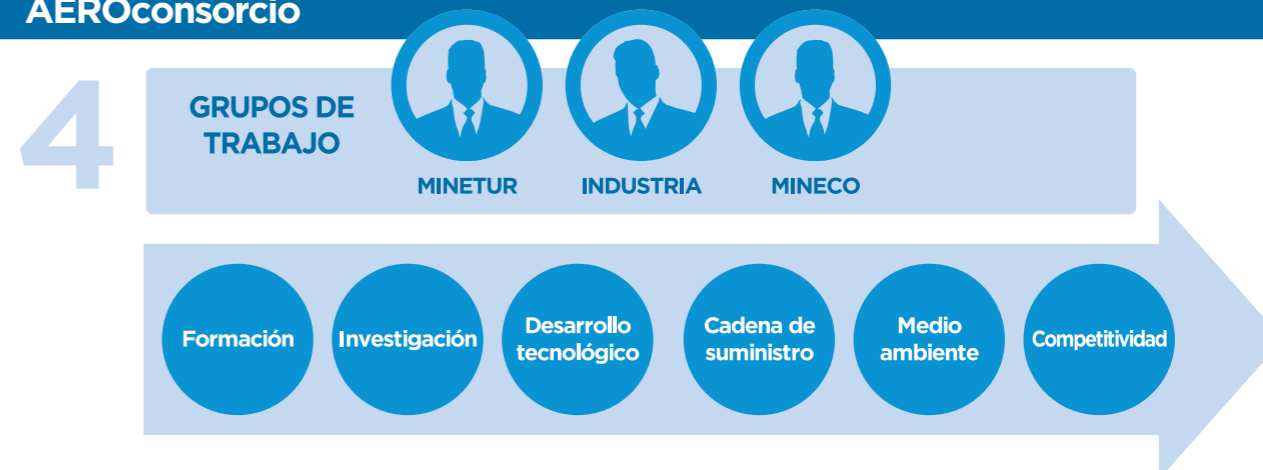 AEROconsorcio
4
GRUPOS DE
TRABAJO
MINETUR
INDUSTRIA
MINECO
Formación
Investigación
Desarrollo
tecnológico
Cadena de
suministro
Medio
ambiente
Competitividad